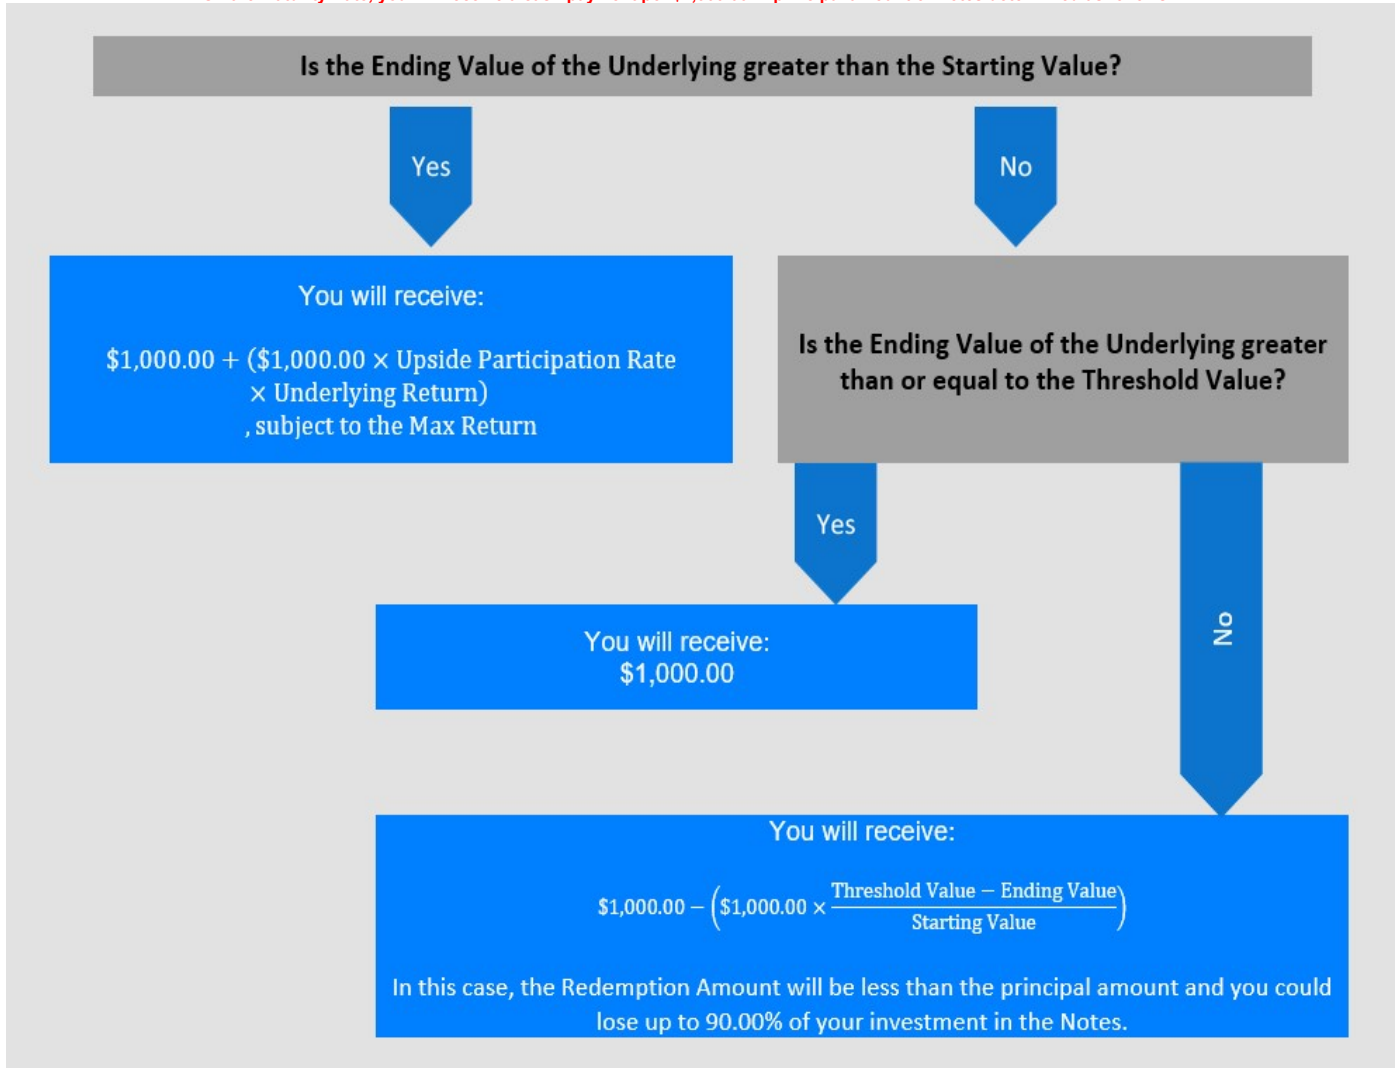 Is the Ending Value of the Underlying greater than the Starting Value?
Yes
No
You will receive:
$1,000.00 + ($1,000.00 × Upside Participation Rate
× Underlying Return)
, subject to the Max Return
Is the Ending Value of the Underlying greater
than or equal to the Threshold Value?
Yes
No
You will receive:
$1,000.00
You will receive:
$1,000.00 − ($1,000.00 × Threshold Value − Ending Value
Starting Value)
In this case, the Redemption Amount will be less than the principal amount and you could
lose up to 90.00% of your investment in the Notes.